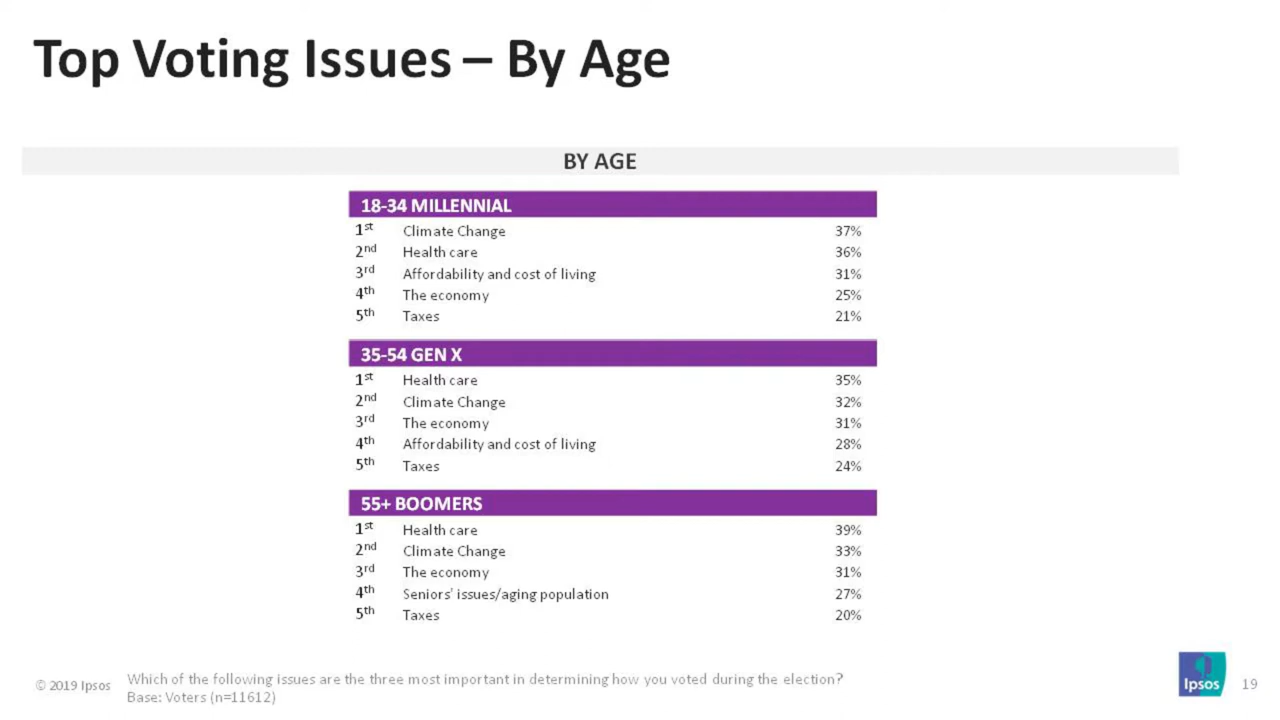 Top Voting Issues – By Age
BY AGE
18-34 MILLENNIAL
1st Climate Change 37%
2nd Health care 36%
3rd Affordability and cost of living 31%
4th The economy 25%
5th Taxes 21%
35-54 GEN X
1st Health care 35%
2nd Climate Change 32%
3rd The economy 31%
4th Affordability and cost of living 28%
5th Taxes 24%
55+ BOOMERS
1st Health care 39%
2nd Climate Change 33%
3rd The economy 31%
4th Seniors' issues/aging population 27%
5th Taxes 20%
© 2019 Ipsos
Which of the following issues are the three most important in determining how you voted during the election?
Base: Voters (n=11612)
Ipsos
19